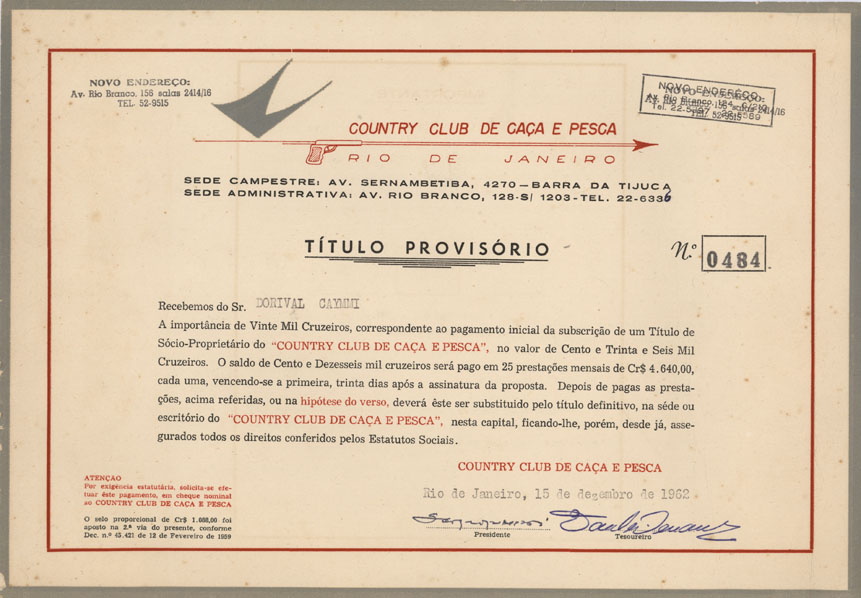 NOVO ENDEREÇO:
Av. Rio Branco, 156 salas 2414/16
TEL. 52-9515
NOVO ENDEREÇO:
COUNTRY CLUB DE CAÇA E PESCA
RIO DE JANEIRO
SEDE CAMPESTRE: AV. SERNAMBETIBA, 4270 — BARRA DA TIJUCA
SEDE ADMINISTRATIVA: AV. RIO BRANCO, 128-S/ 1203 - TEL. 22-6336
TÍTULO PROVISÓRIO
N.º 0484
Recebemos do Sr. DORIVAL CAYMMI
A importância de Vinte Mil Cruzeiros, correspondente ao pagamento inicial da subscrição de um Título de
Sócio-Proprietário do "COUNTRY CLUB DE CAÇA E PESCA", no valor de Cento e Trinta e Seis Mil
Cruzeiros. O saldo de Cento e Dezesseis mil cruzeiros será pago em 25 prestações mensais de Cr$ 4.640,00,
cada uma, vencendo-se a primeira, trinta dias após a assinatura da proposta. Depois de pagas as presta-
ções, acima referidas, ou na hipótese do verso, deverá êste ser substituido pelo título definitivo, na séde ou
escritório do "COUNTRY CLUB DE CAÇA E PESCA", nesta capital, ficando-lhe, porém, desde já, asse-
gurados todos os direitos conferidos pelos Estatutos Sociais.
COUNTRY CLUB DE CAÇA E PESCA
Rio de Janeiro, 15 de dezembro de 1962
Presidente
Tesoureiro
ATENÇÃO
Por exigência estatutária, solicita-se efe-
tuar êste pagamento, em cheque nominal
ao COUNTRY CLUB DE CAÇA E PESCA
O selo proporcional de Cr$ 1.088,00 foi
aposto na 2.ª via do presente, conforme
Dec. n.º 45.421 de 12 de Fevereiro de 1959